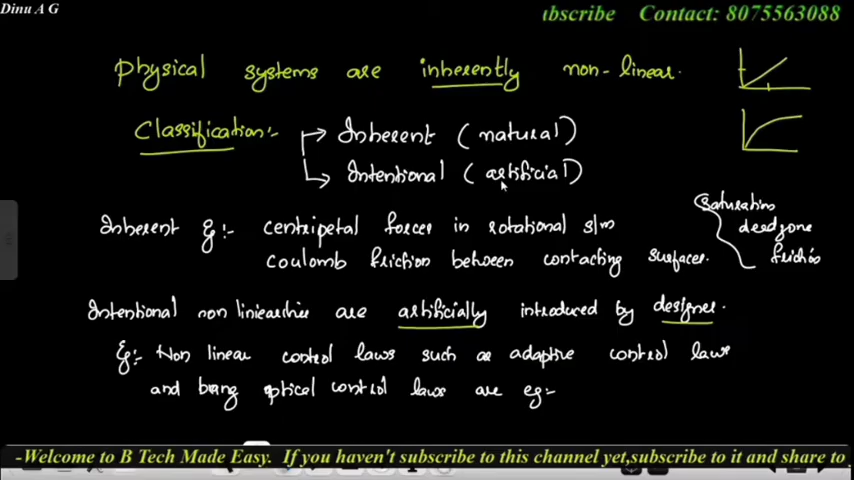 Dinu A G
ibscribe Contact: 8075563088
Physical systems are inherently non-linear.
Classification:-
Inherent (natural)
Intentional (artificial)
Inherent Eg:- centripetal forces in rotational s/m
coulomb friction between contacting surfaces.
Saturation
deadzone
friction
Intentional non linearities are artificially introduced by designer.
Eg:- Non linear control laws such as adaptive control laws
and bang optical control laws are eg:-
-Welcome to B Tech Made Easy. If you haven't subscribe to this channel yet,subscribe to it and share to